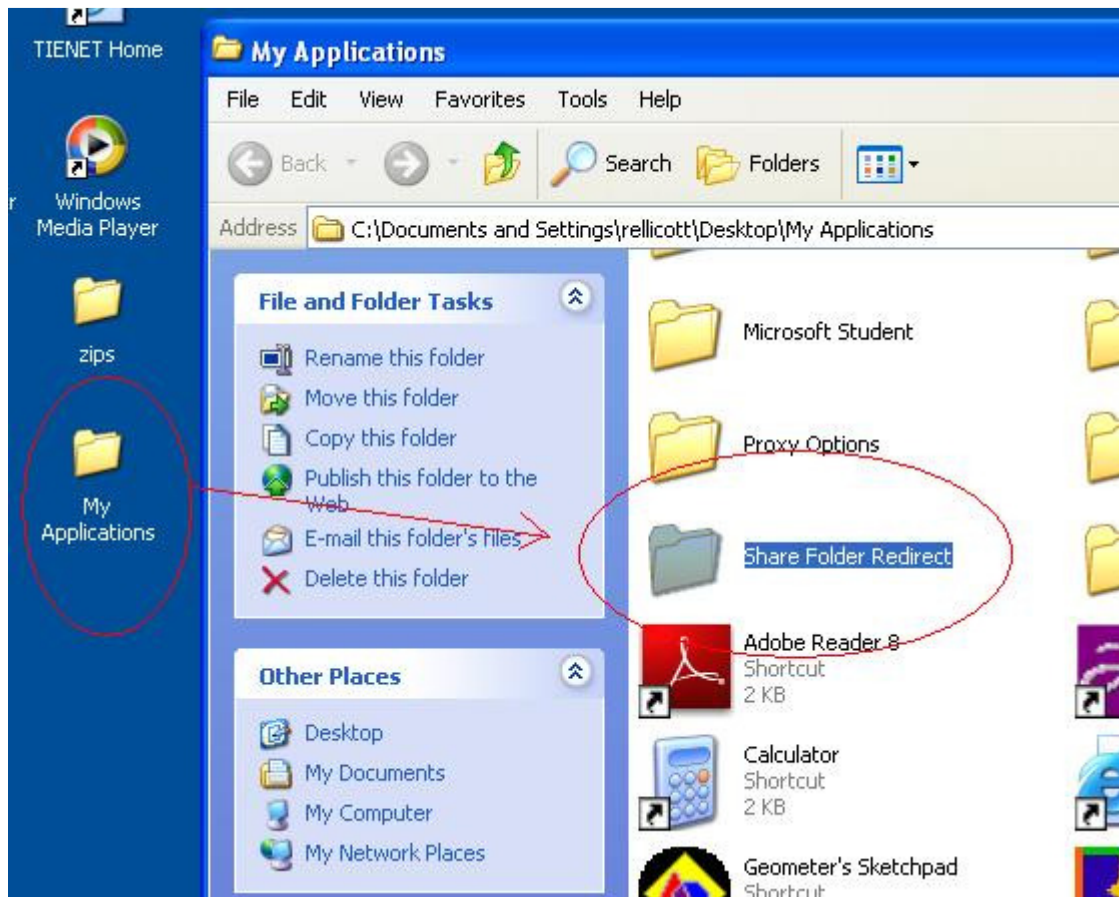 TIENET Home
Windows
Media Player
zips
My
Applications
My Applications
File Edit View Favorites Tools Help
Back Search Folders
Address C:\Documents and Settings\rellicott\Desktop\My Applications
File and Folder Tasks
Rename this folder
Move this folder
Copy this folder
Publish this folder to the
Web
E-mail this folder's files
Delete this folder
Other Places
Desktop
My Documents
My Computer
My Network Places
Microsoft Student
Proxy Options
Share Folder Redirect
Adobe Reader 8
Shortcut
2 KB
Calculator
Shortcut
2 KB
Geometer's Sketchpad
Shortcut